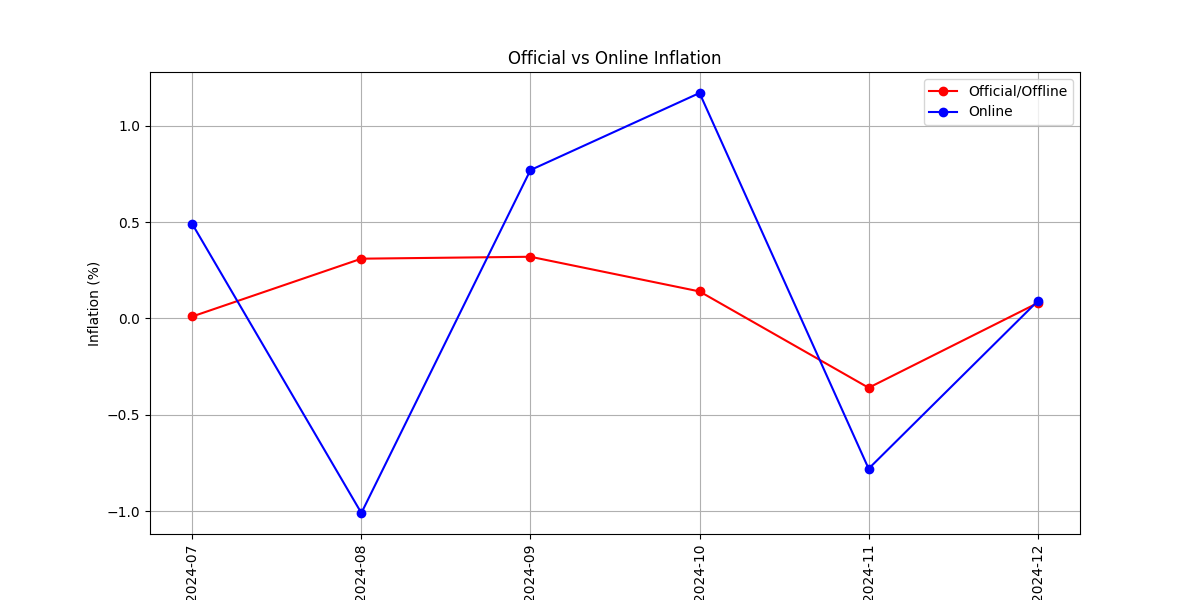 Official vs Online Inflation
Official/Offline
Online
Inflation (%)
1.0
0.5
0.0
−0.5
−1.0
2024-07
2024-08
2024-09
2024-10
2024-11
2024-12